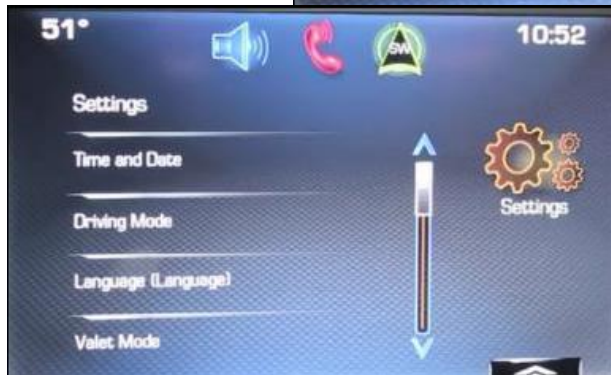 51°
SW
10:52
Settings
Time and Date
Settings
Driving Mode
Language (Language)
Valet Mode